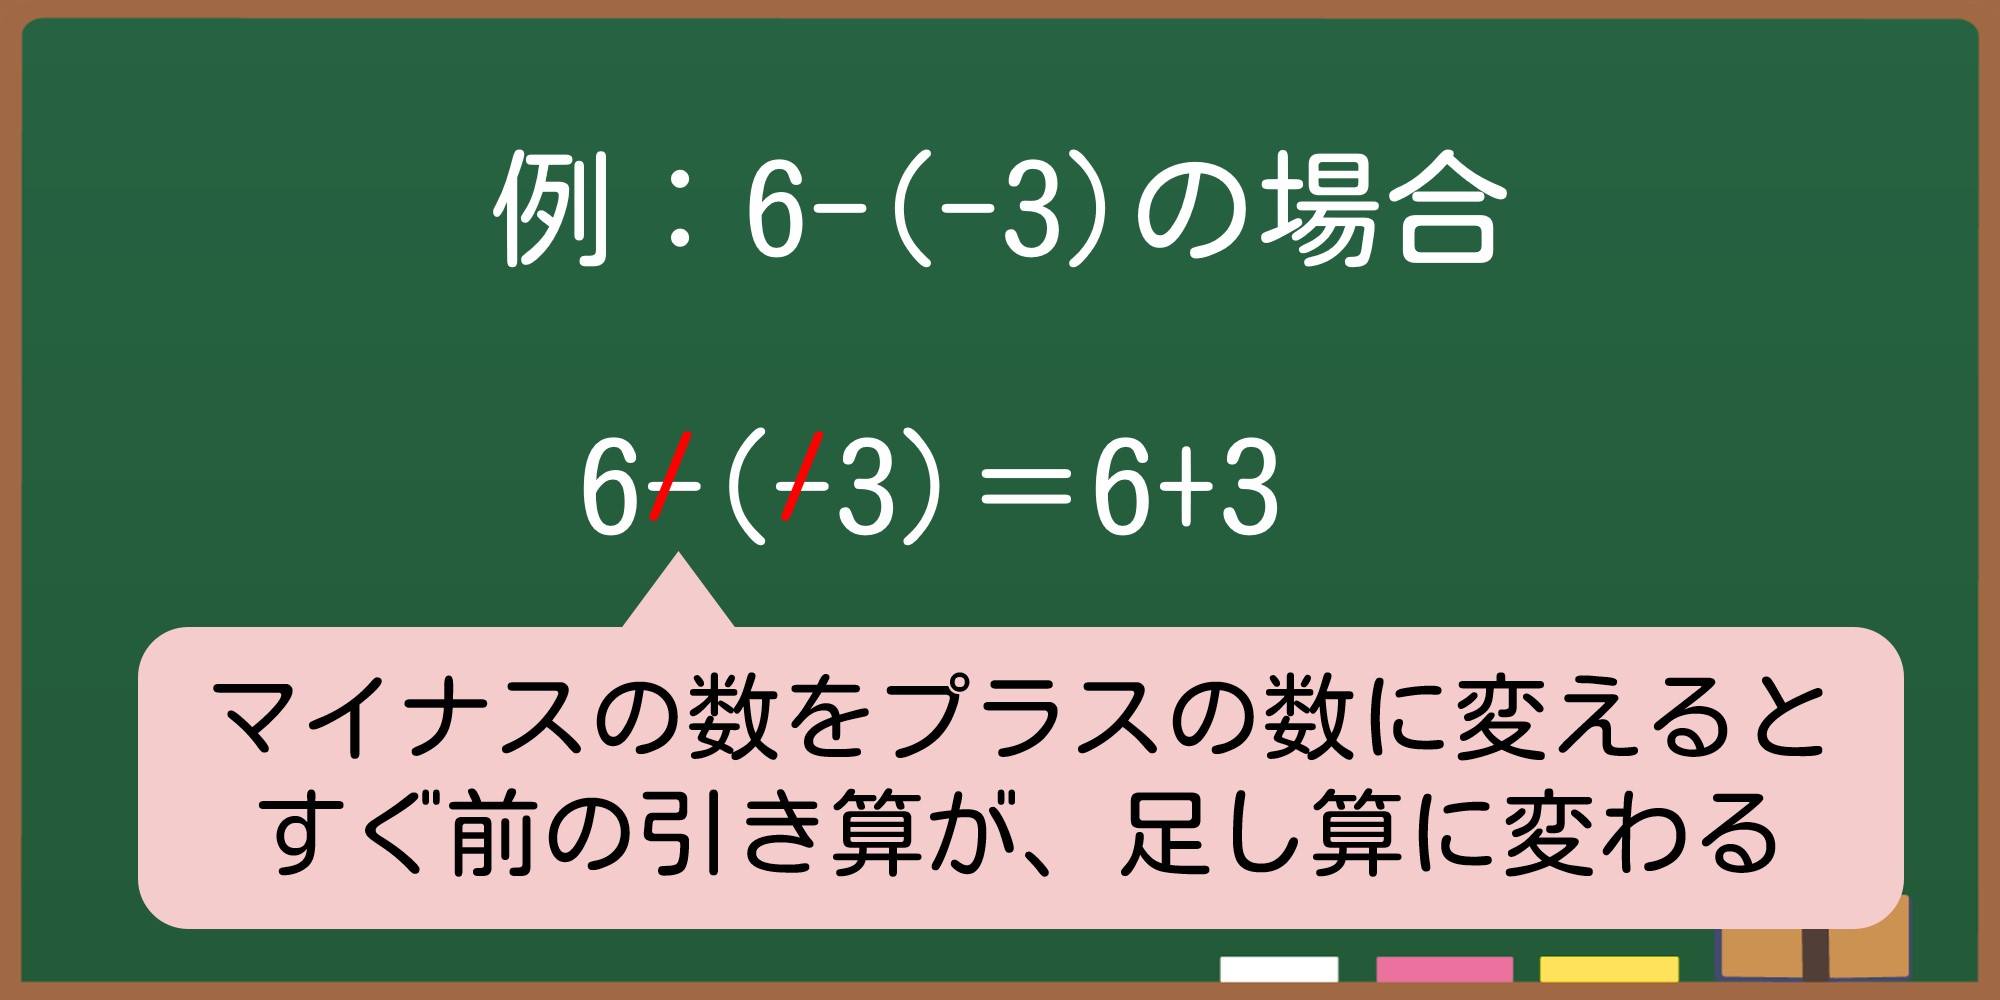 例：6-(-3)の場合
6-(-3)＝6+3
マイナスの数をプラスの数に変えると
すぐ前の引き算が、足し算に変わる